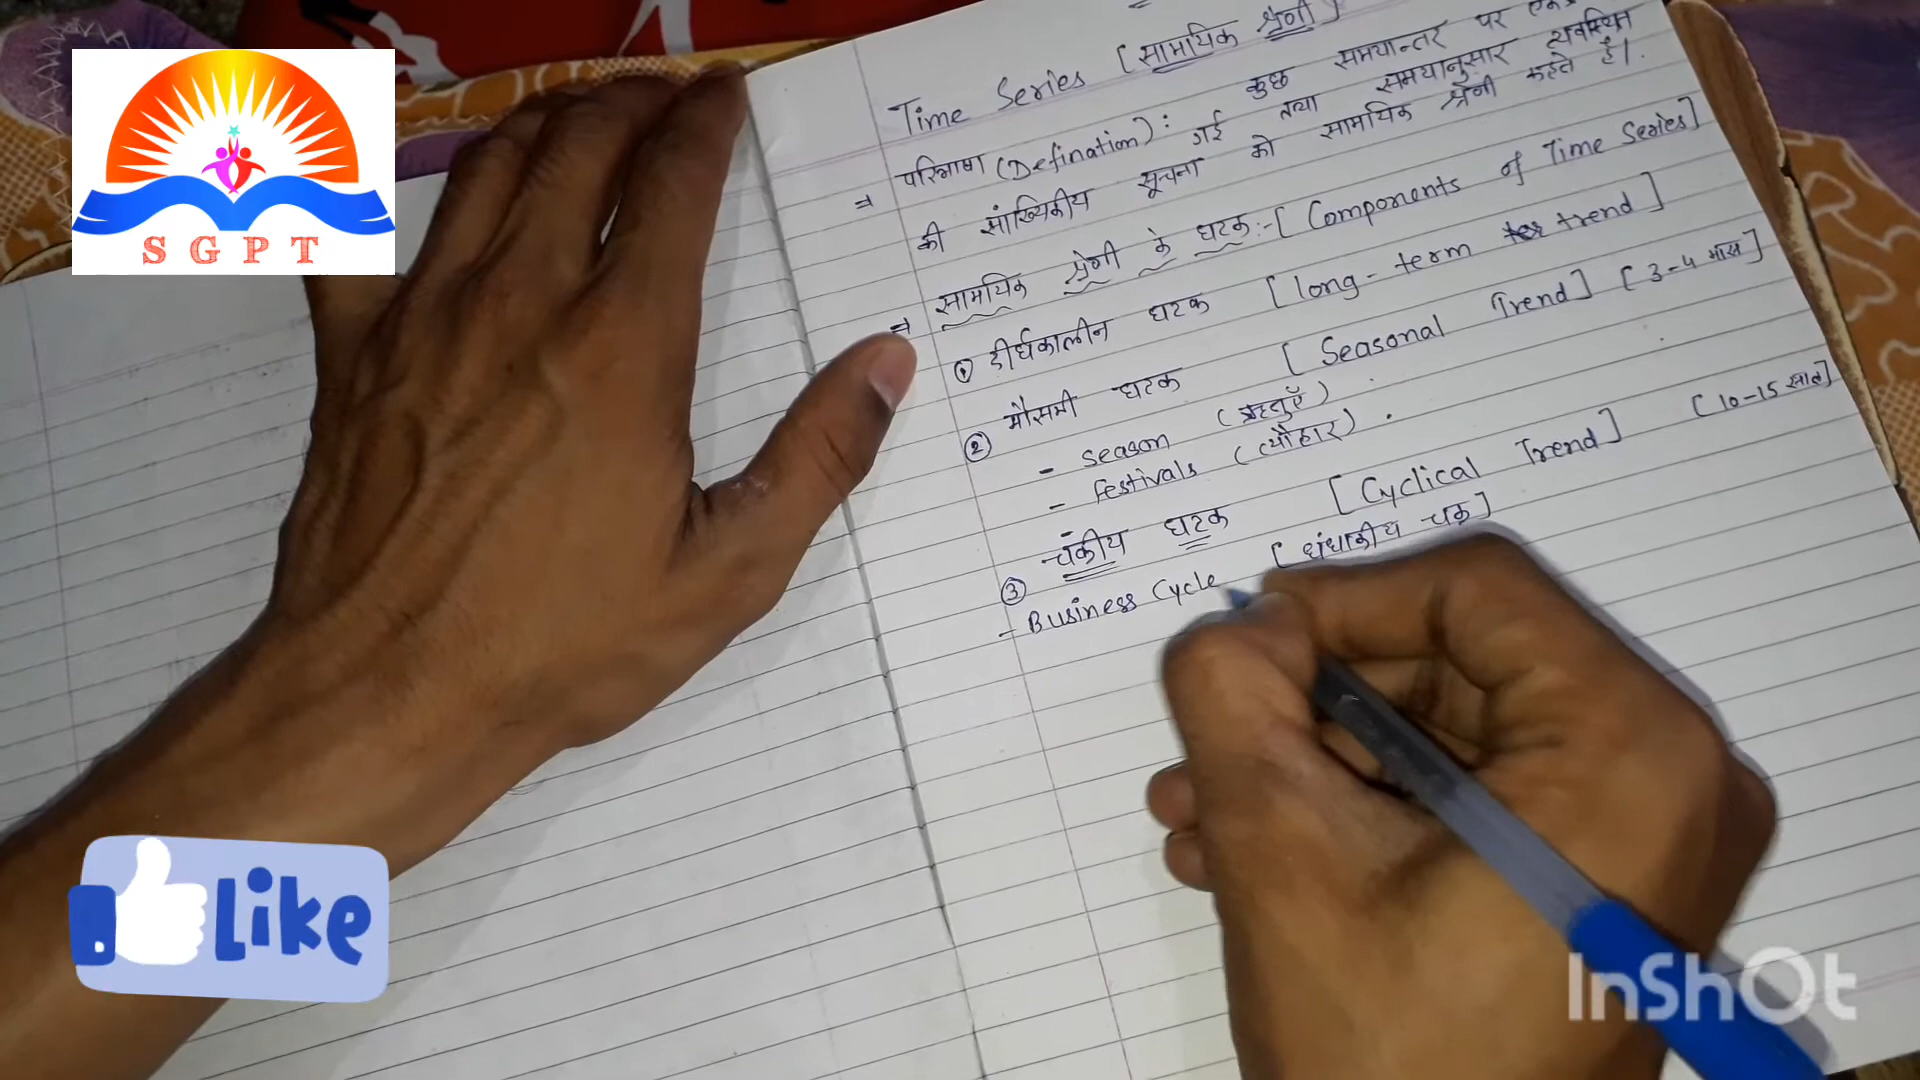 Time Series [सामयिक श्रेणी]
⇒ परिभाषा (Defination): कुछ समयान्तर पर
की गई तथा समयानुसार व्यवस्थित
सांख्यिकीय सूचना को सामयिक श्रेनी कहते है।.
⇒ सामयिक श्रेणी के घटक:-[Components of Time Series]
① दीर्घकालीन घटक [long-term trend]
② मौसमी घटक [Seasonal Trend] [3-4 मास]
- Season (ऋतुएँ)
- festivals (त्यौहार).
③ चक्रीय घटक [Cyclical Trend] [10-15 साल]
- Business Cycle [धंधाकीय चक्र]
SGPT
Like
InShOt